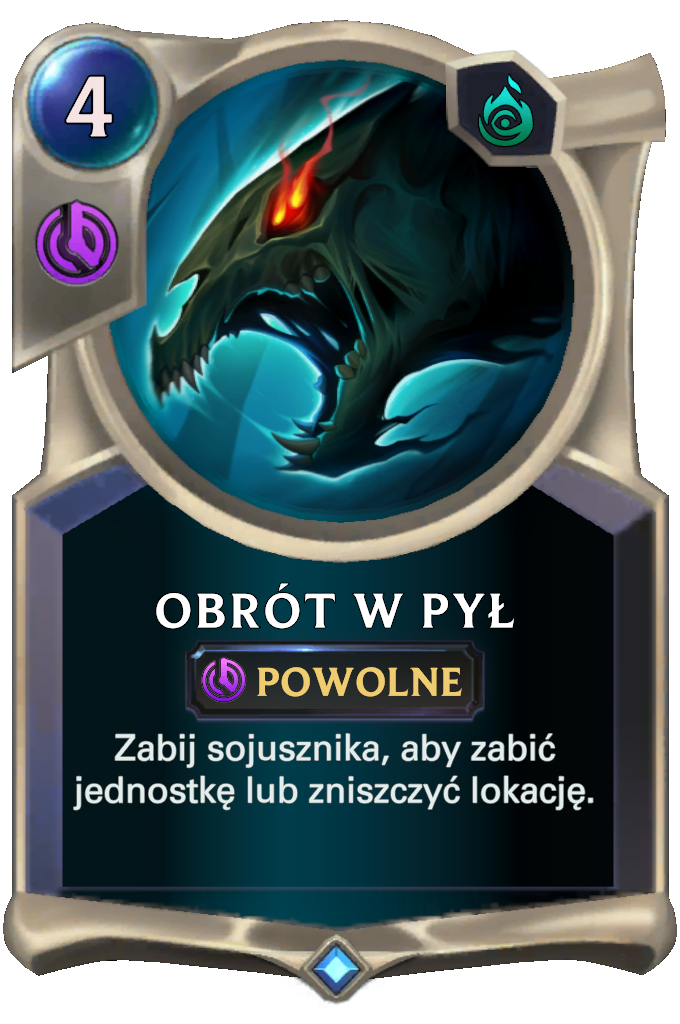 4
OBRÓT W PYŁ
POWOLNE
Zabij sojusznika, aby zabić
jednostkę lub zniszczyć lokację.